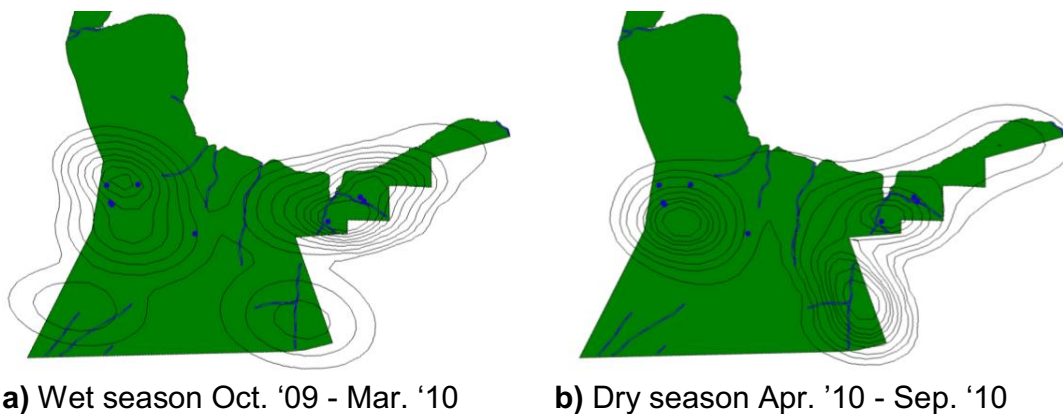 a) Wet season Oct. ‘09 - Mar. ‘10
b) Dry season Apr. ’10 - Sep. ‘10